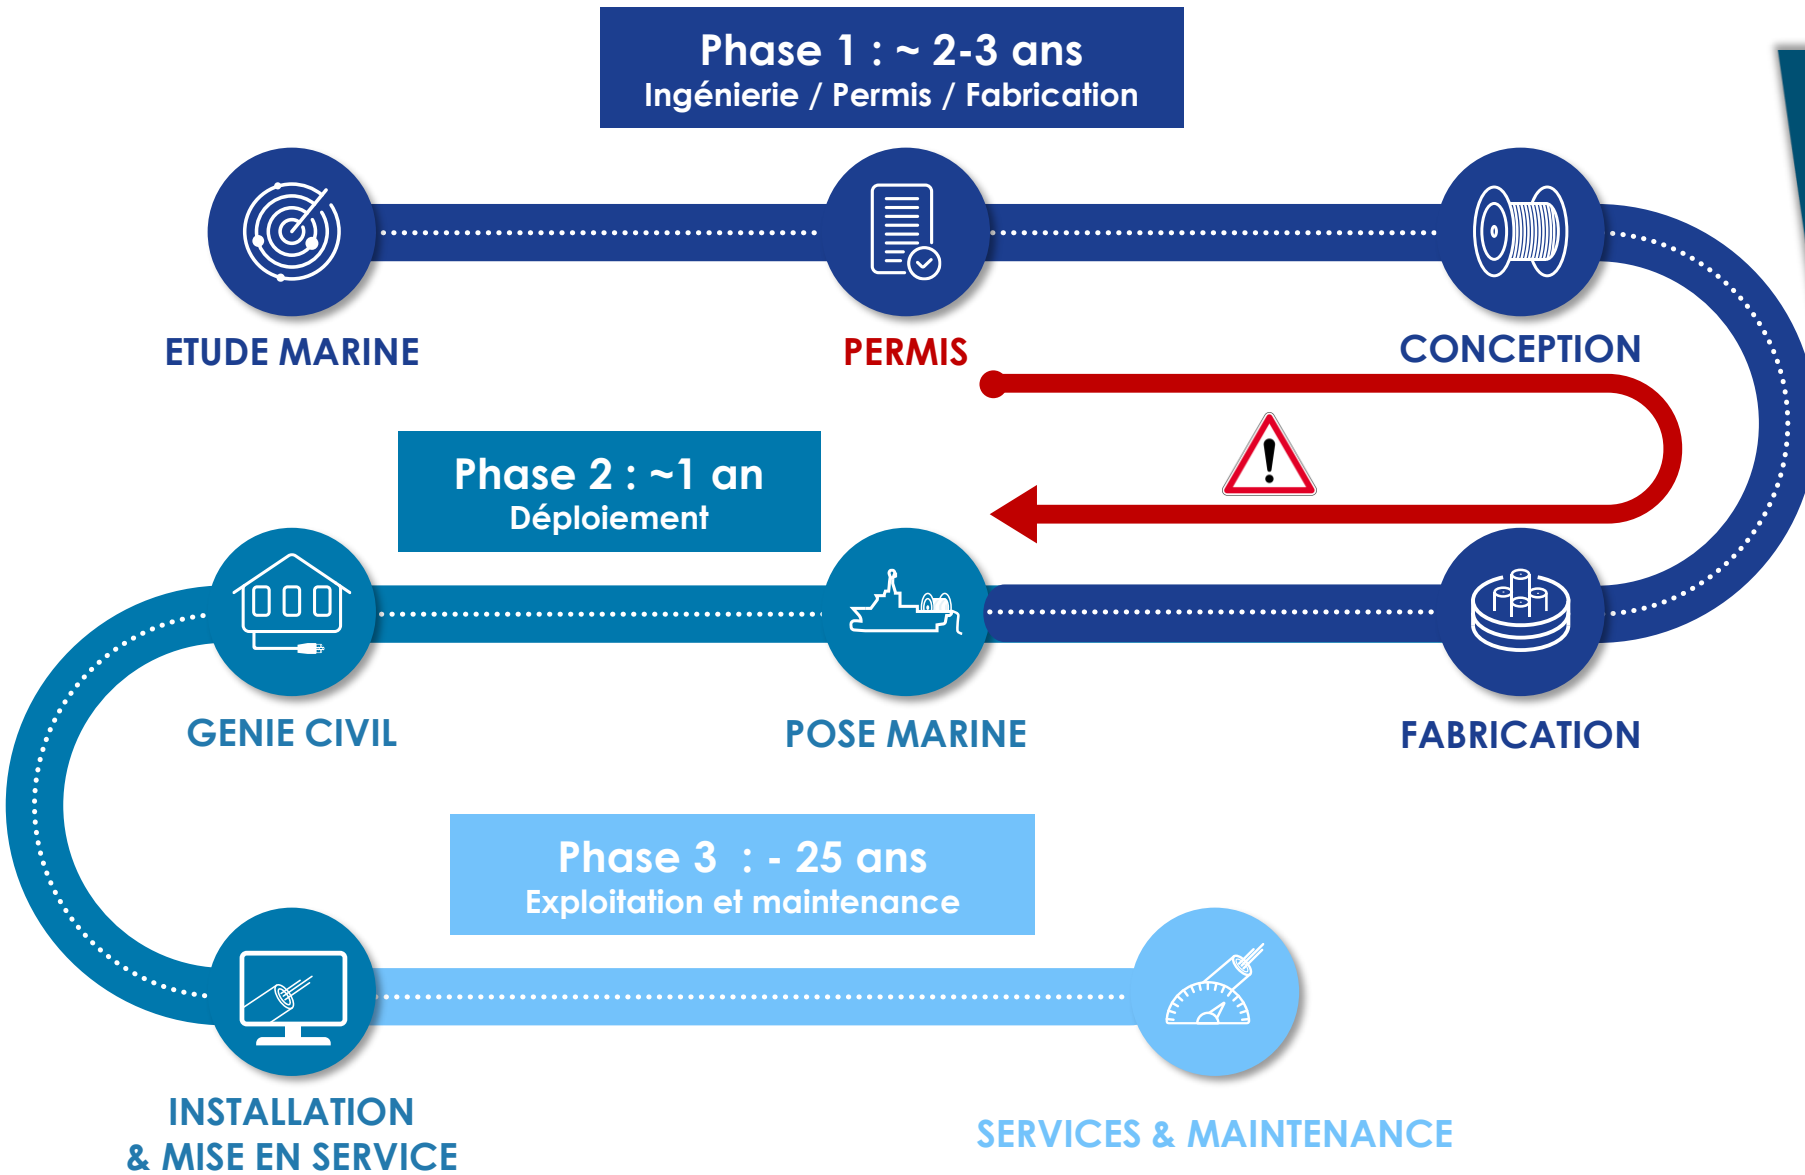 Phase 1 : ~ 2-3 ans
Ingénierie / Permis / Fabrication
ETUDE MARINE
PERMIS
CONCEPTION
Phase 2 : ~1 an
Déploiement
GENIE CIVIL
POSE MARINE
FABRICATION
Phase 3 : - 25 ans
Exploitation et maintenance
INSTALLATION
& MISE EN SERVICE
SERVICES & MAINTENANCE